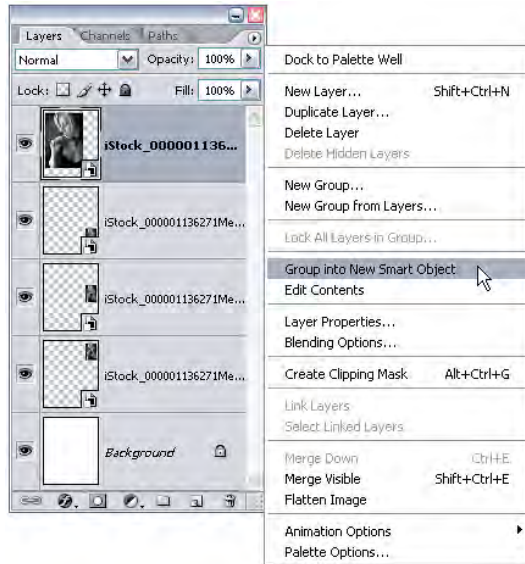 Layers Channels Paths
Normal Opacity: 100%
Lock: Fill: 100%
iStock_000001136...
iStock_000001136271Me...
iStock_000001136271Me...
iStock_000001136271Me...
Background
Dock to Palette Well
New Layer... Shift+Ctrl+N
Duplicate Layer...
Delete Layer
Delete Hidden Layers
New Group...
New Group from Layers...
Lock All Layers in Group...
Group into New Smart Object
Edit Contents
Layer Properties...
Blending Options...
Create Clipping Mask Alt+Ctrl+G
Link Layers
Select Linked Layers
Merge Down Ctrl+E
Merge Visible Shift+Ctrl+E
Flatten Image
Animation Options
Palette Options...